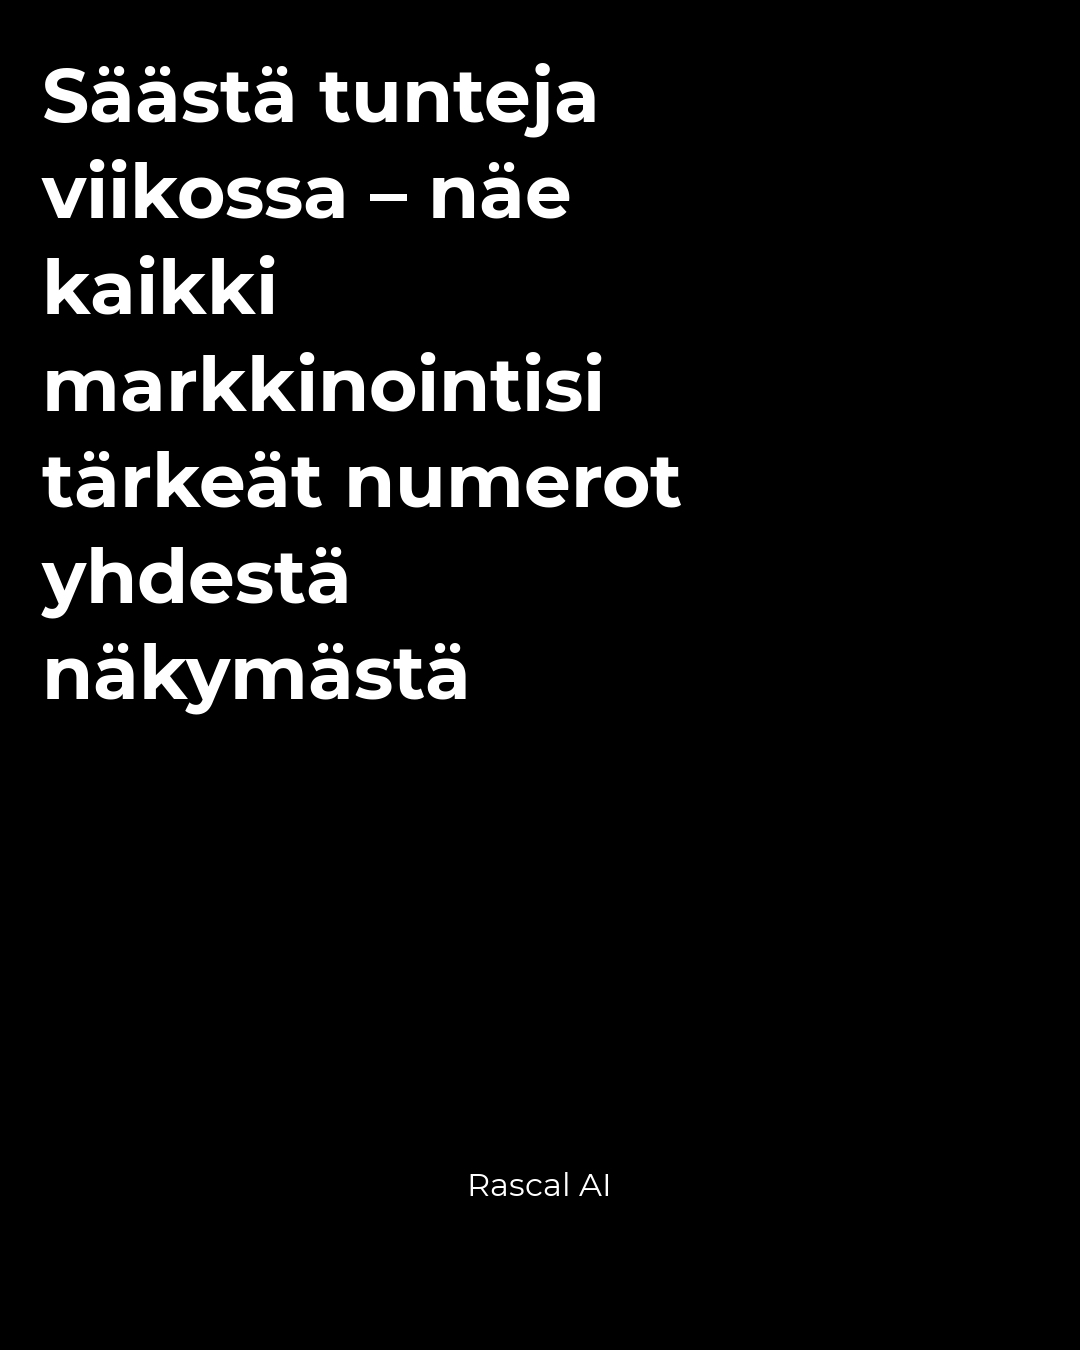 Säästä tunteja
viikossa – näe
kaikki
markkinointisi
tärkeät numerot
yhdestä
näkymästä
Rascal AI